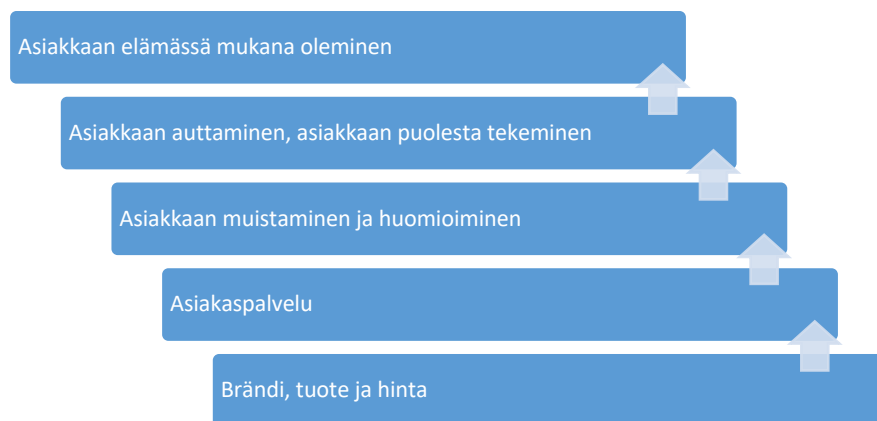 Asiakkaan elämässä mukana oleminen
Asiakkaan auttaminen, asiakkaan puolesta tekeminen
Asiakkaan muistaminen ja huomioiminen
Asiakaspalvelu
Brändi, tuote ja hinta